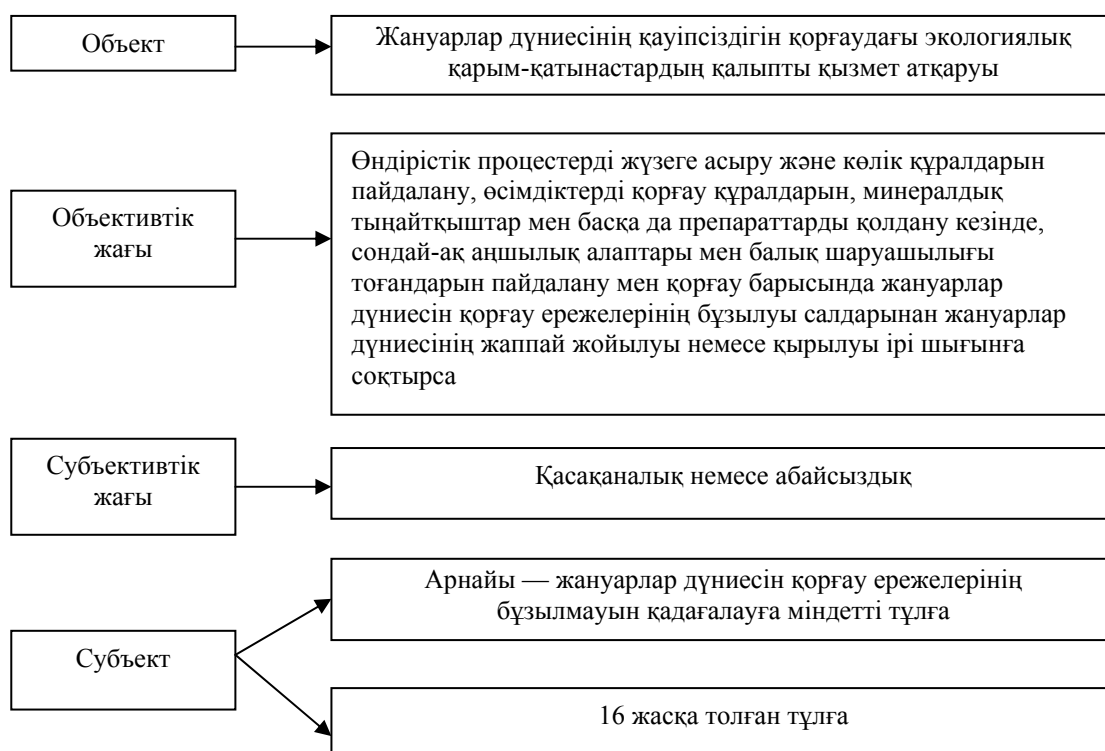 Объект
Жануарлар дүниесінің қауіпсіздігін қорғаудағы экологиялық
қарым-қатынастардың қалыпты қызмет атқаруы
Объективтік
жағы
Өндірістік процестерді жүзеге асыру және көлік құралдарын
пайдалану, өсімдіктерді қорғау құралдарын, минералдық
тыңайтқыштар мен басқа да препараттарды қолдану кезінде,
сондай-ақ аңшылық алаптары мен балық шаруашылығы
тоғандарын пайдалану мен қорғау барысында жануарлар
дүниесін қорғау ережелерінің бұзылуы салдарынан жануарлар
дүниесінің жаппай жойылуы немесе қырылуы ірі шығынға
соқтырса
Субъективтік
жағы
Қасақаналық немесе абайсыздық
Субъект
Арнайы — жануарлар дүниесін қорғау ережелерінің
бұзылмауын қадағалауға міндетті тұлға
16 жасқа толған тұлға